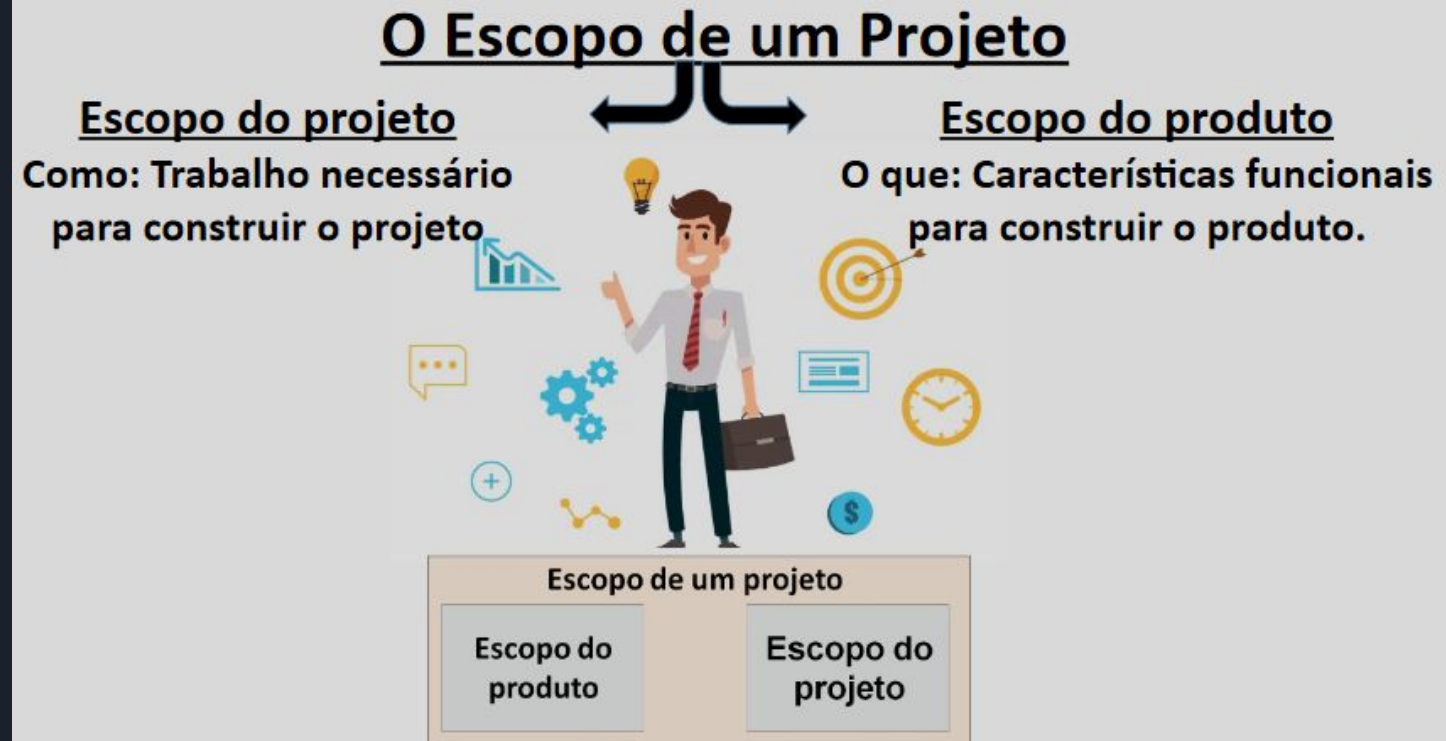 O Escopo de um Projeto
Escopo do projeto
Como: Trabalho necessário
para construir o projeto
Escopo do produto
O que: Características funcionais
para construir o produto.
$
Escopo de um projeto
Escopo do
produto
Escopo do
projeto